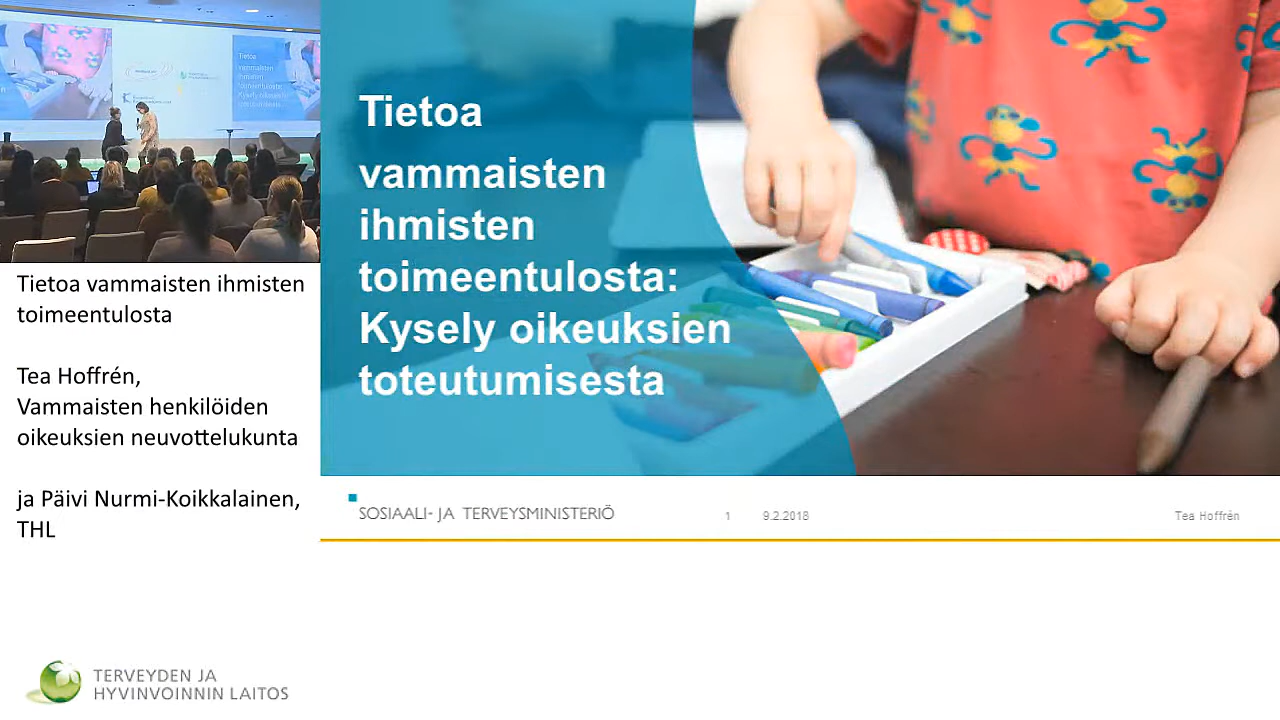 Tietoa vammaisten ihmisten
toimeentulosta
Tea Hoffrén,
Vammaisten henkilöiden
oikeuksien neuvottelukunta
ja Päivi Nurmi-Koikkalainen,
THL
TERVEYDEN JA
HYVINVOINNIN LAITOS
Tietoa
vammaisten
ihmisten
toimeentulosta:
Kysely oikeuksien
toteutumisesta
SOSIAALI- JA TERVEYSMINISTERIÖ
1
9.2.2018
Tea Hoffrén